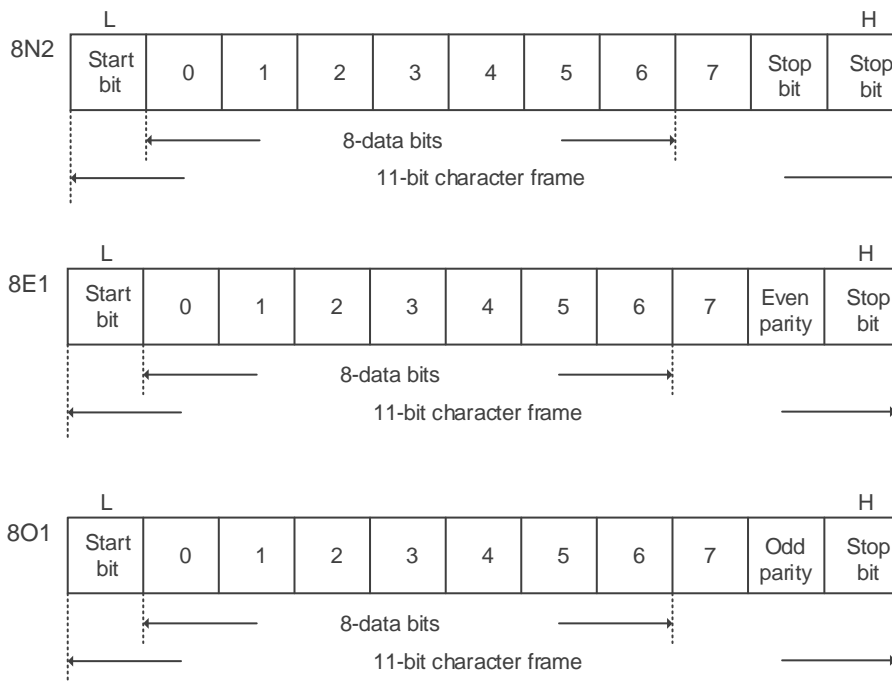 L H
8N2 Start bit 0 1 2 3 4 5 6 7 Stop bit Stop bit
8-data bits
11-bit character frame
L H
8E1 Start bit 0 1 2 3 4 5 6 7 Even parity Stop bit
8-data bits
11-bit character frame
L H
8O1 Start bit 0 1 2 3 4 5 6 7 Odd parity Stop bit
8-data bits
11-bit character frame